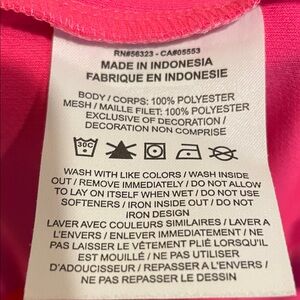 RN#56323 - CA#05553
MADE IN INDONESIA
FABRIQUE EN INDONESIE
BODY / CORPS: 100% POLYESTER
MESH / MAILLE FILET: 100% POLYESTER
EXCLUSIVE OF DECORATION /
DECORATION NON COMPRISE
30C
WASH WITH LIKE COLORS / WASH INSIDE
OUT / REMOVE IMMEDIATELY / DO NOT ALLOW
TO LAY ON ITSELF WHEN WET / DO NOT USE
SOFTENERS / IRON INSIDE OUT / DO NOT
IRON DESIGN
LAVER AVEC COULEURS SIMILAIRES / LAVER A
L'ENVERS / ENLEVER IMMEDIATEMENT / NE
PAS LAISSER LE VÊTEMENT PLIÉ LORSQU'IL
EST MOUILLÉ / NE PAS UTILISER
D'ADOUCISSEUR / REPASSER A L'ENVERS /
NE PAS REPASSER LE DESSIN